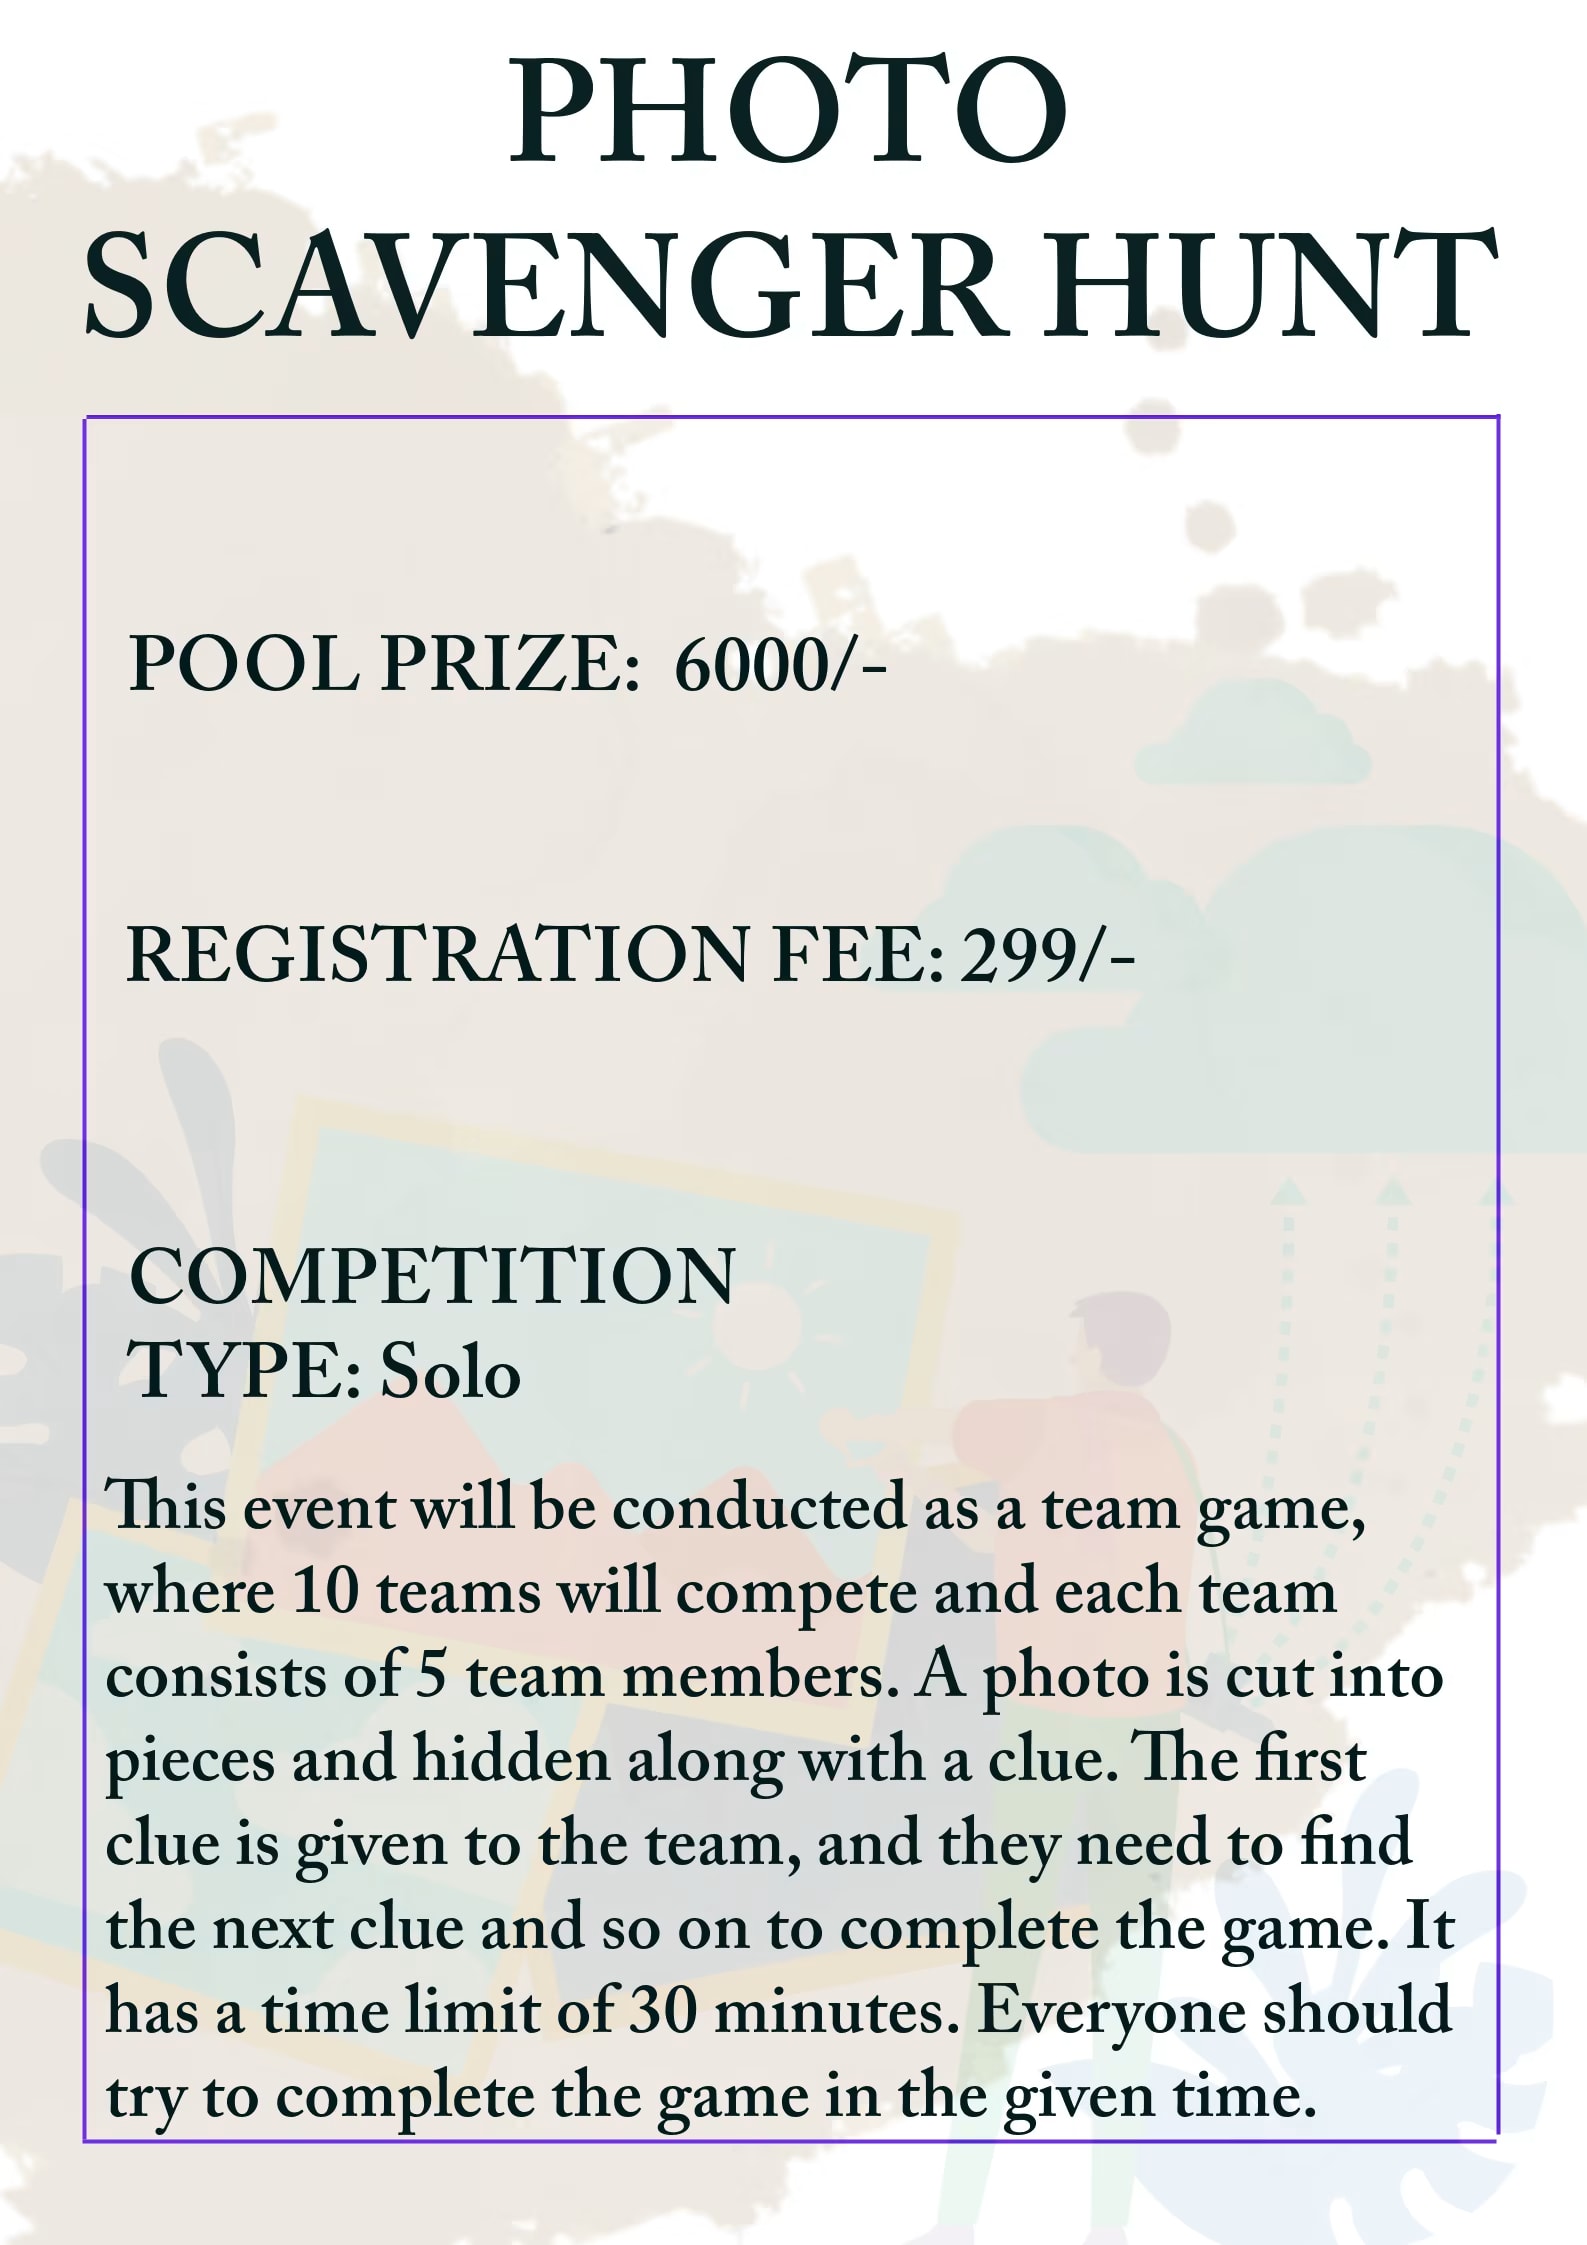 PHOTO
SCAVENGER HUNT
POOL PRIZE: 6000/-
REGISTRATION FEE: 299/-
COMPETITION
TYPE: Solo
This event will be conducted as a team game,
where 10 teams will compete and each team
consists of 5 team members. A photo is cut into
pieces and hidden along with a clue. The first
clue is given to the team, and they need to find
the next clue and so on to complete the game. It
has a time limit of 30 minutes. Everyone should
try to complete the game in the given time.